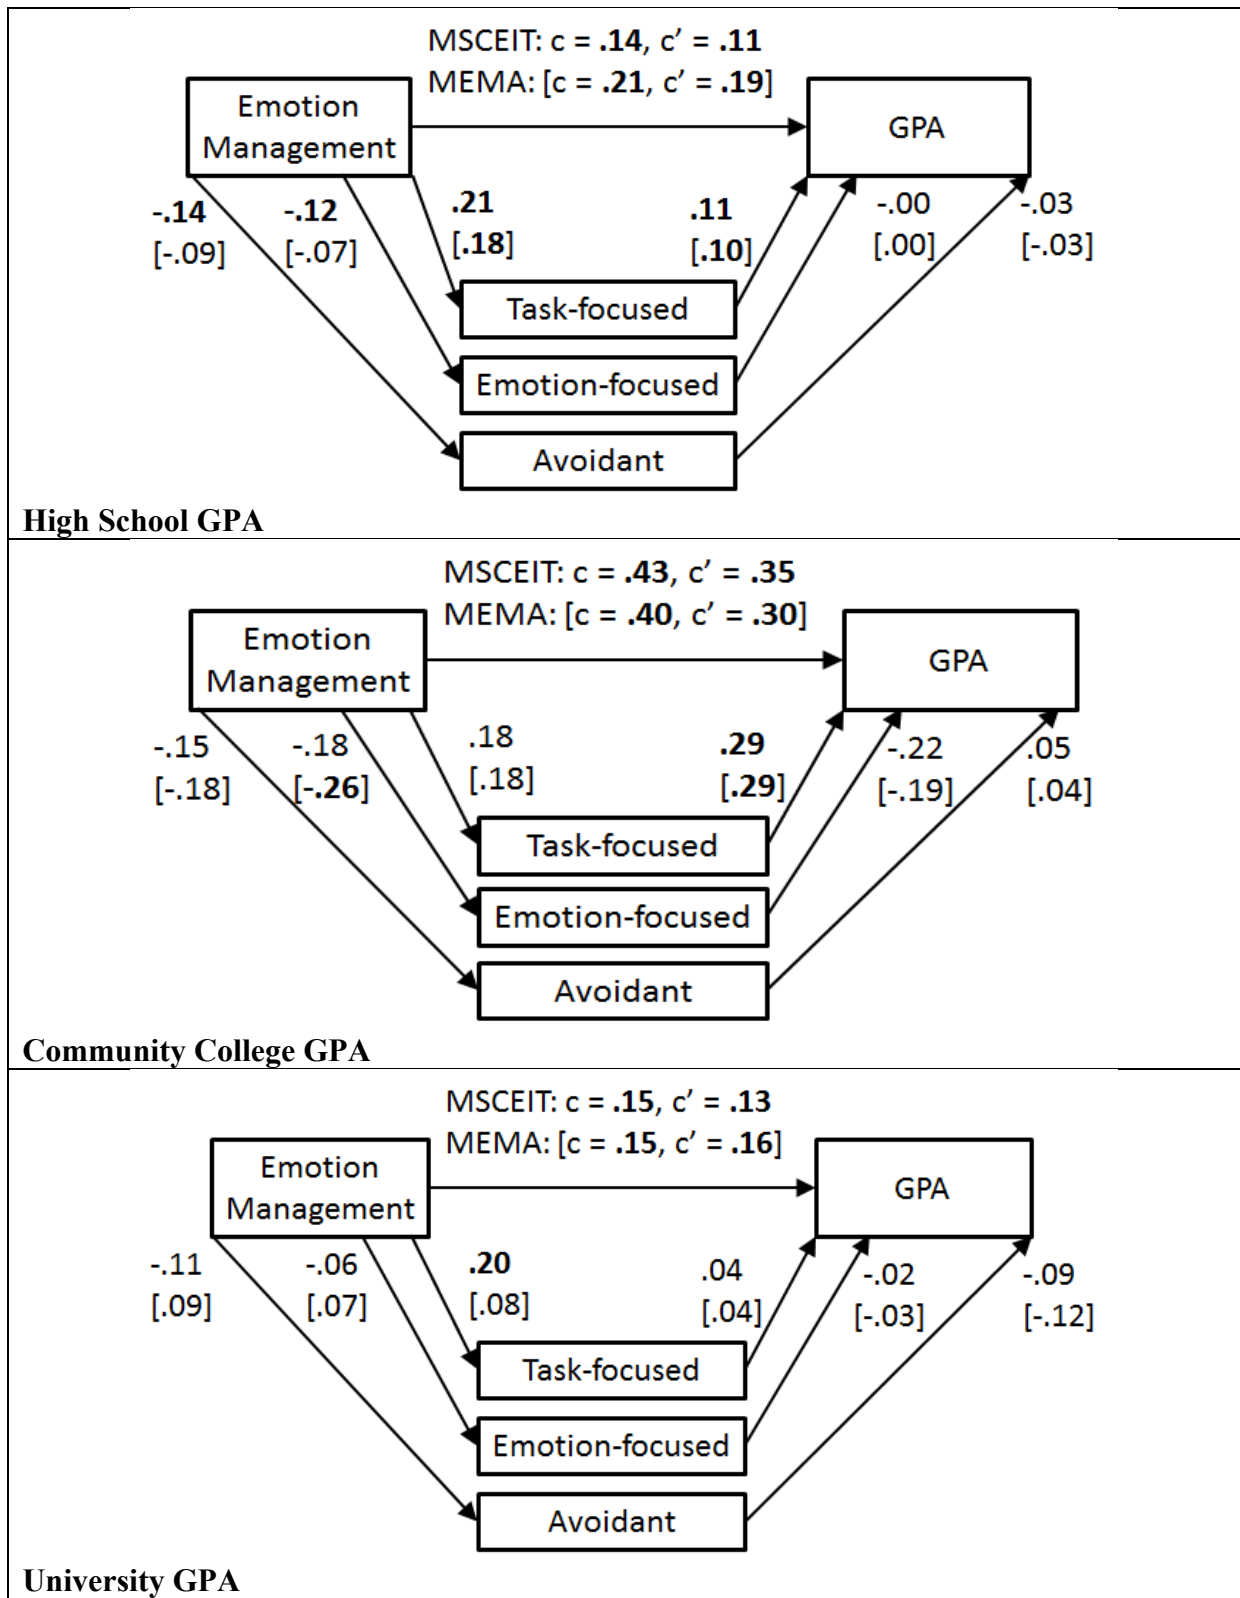 MSCEIT: c = .14, c’ = .11
MEMA: [c = .21, c’ = .19]
Emotion
Management
GPA
-.14
[-.09]
-.12
[-.07]
.21
[.18]
.11
[.10]
-.00
[.00]
-.03
[-.03]
Task-focused
Emotion-focused
Avoidant
High School GPA
MSCEIT: c = .43, c’ = .35
MEMA: [c = .40, c’ = .30]
Emotion
Management
GPA
-.15
[-.18]
-.18
[-.26]
.18
[.18]
.29
[.29]
-.22
[-.19]
.05
[.04]
Task-focused
Emotion-focused
Avoidant
Community College GPA
MSCEIT: c = .15, c’ = .13
MEMA: [c = .15, c’ = .16]
Emotion
Management
GPA
-.11
[.09]
-.06
[.07]
.20
[.08]
.04
[.04]
-.02
[-.03]
-.09
[-.12]
Task-focused
Emotion-focused
Avoidant
University GPA